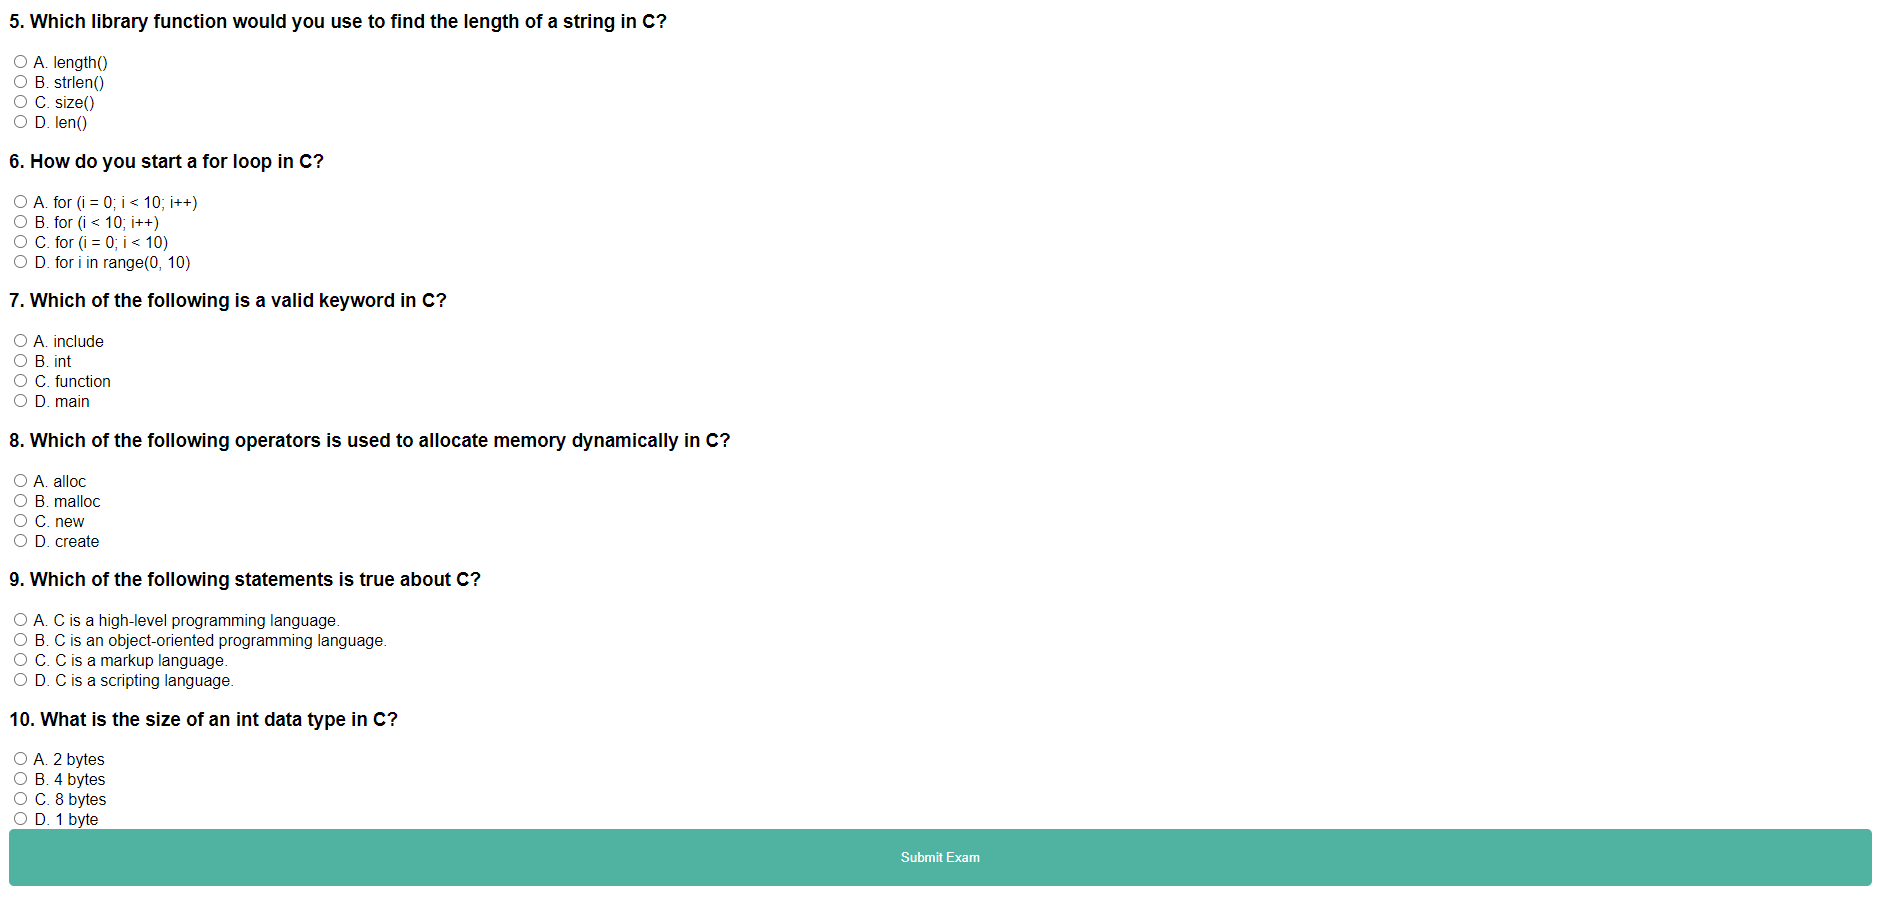 5. Which library function would you use to find the length of a string in C?
A. length()
B. strlen()
C. size()
D. len()
6. How do you start a for loop in C?
A. for (i = 0; i < 10; i++)
B. for (i < 10; i++)
C. for (i = 0; i < 10)
D. for i in range(0, 10)
7. Which of the following is a valid keyword in C?
A. include
B. int
C. function
D. main
8. Which of the following operators is used to allocate memory dynamically in C?
A. alloc
B. malloc
C. new
D. create
9. Which of the following statements is true about C?
A. C is a high-level programming language.
B. C is an object-oriented programming language.
C. C is a markup language.
D. C is a scripting language.
10. What is the size of an int data type in C?
A. 2 bytes
B. 4 bytes
C. 8 bytes
D. 1 byte
Submit Exam